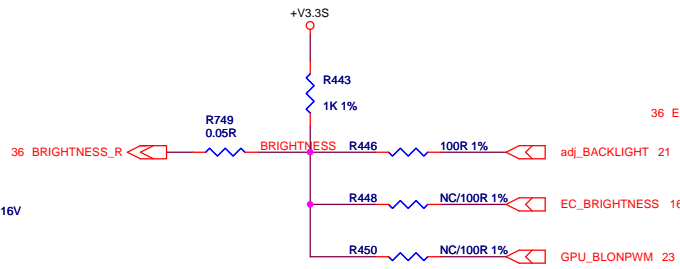 +V3.3S
R443
1K 1%
36 E
R749
0.05R
36 BRIGHTNESS_R
BRIGHTNESS
R446
100R 1%
adj_BACKLIGHT 21
16V
R448
NC/100R 1%
EC_BRIGHTNESS 16
R450
NC/100R 1%
GPU_BLONPWM 23